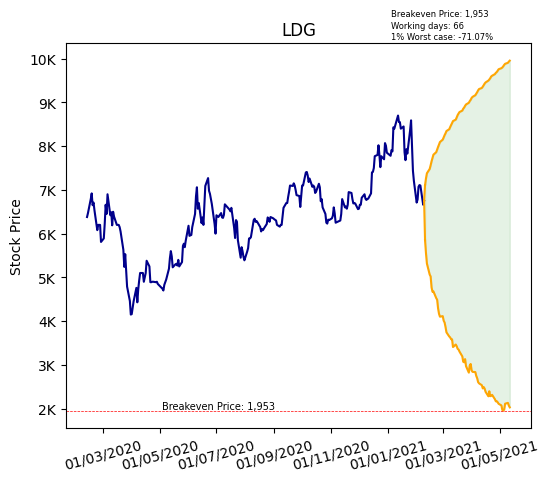 Breakeven Price: 1,953
Working days: 66
1% Worst case: -71.07%
LDG
Stock Price
10K
9K
8K
7K
6K
5K
4K
3K
2K
Breakeven Price: 1,953
01/03/2020
01/05/2020
01/07/2020
01/09/2020
01/11/2020
01/01/2021
01/03/2021
01/05/2021